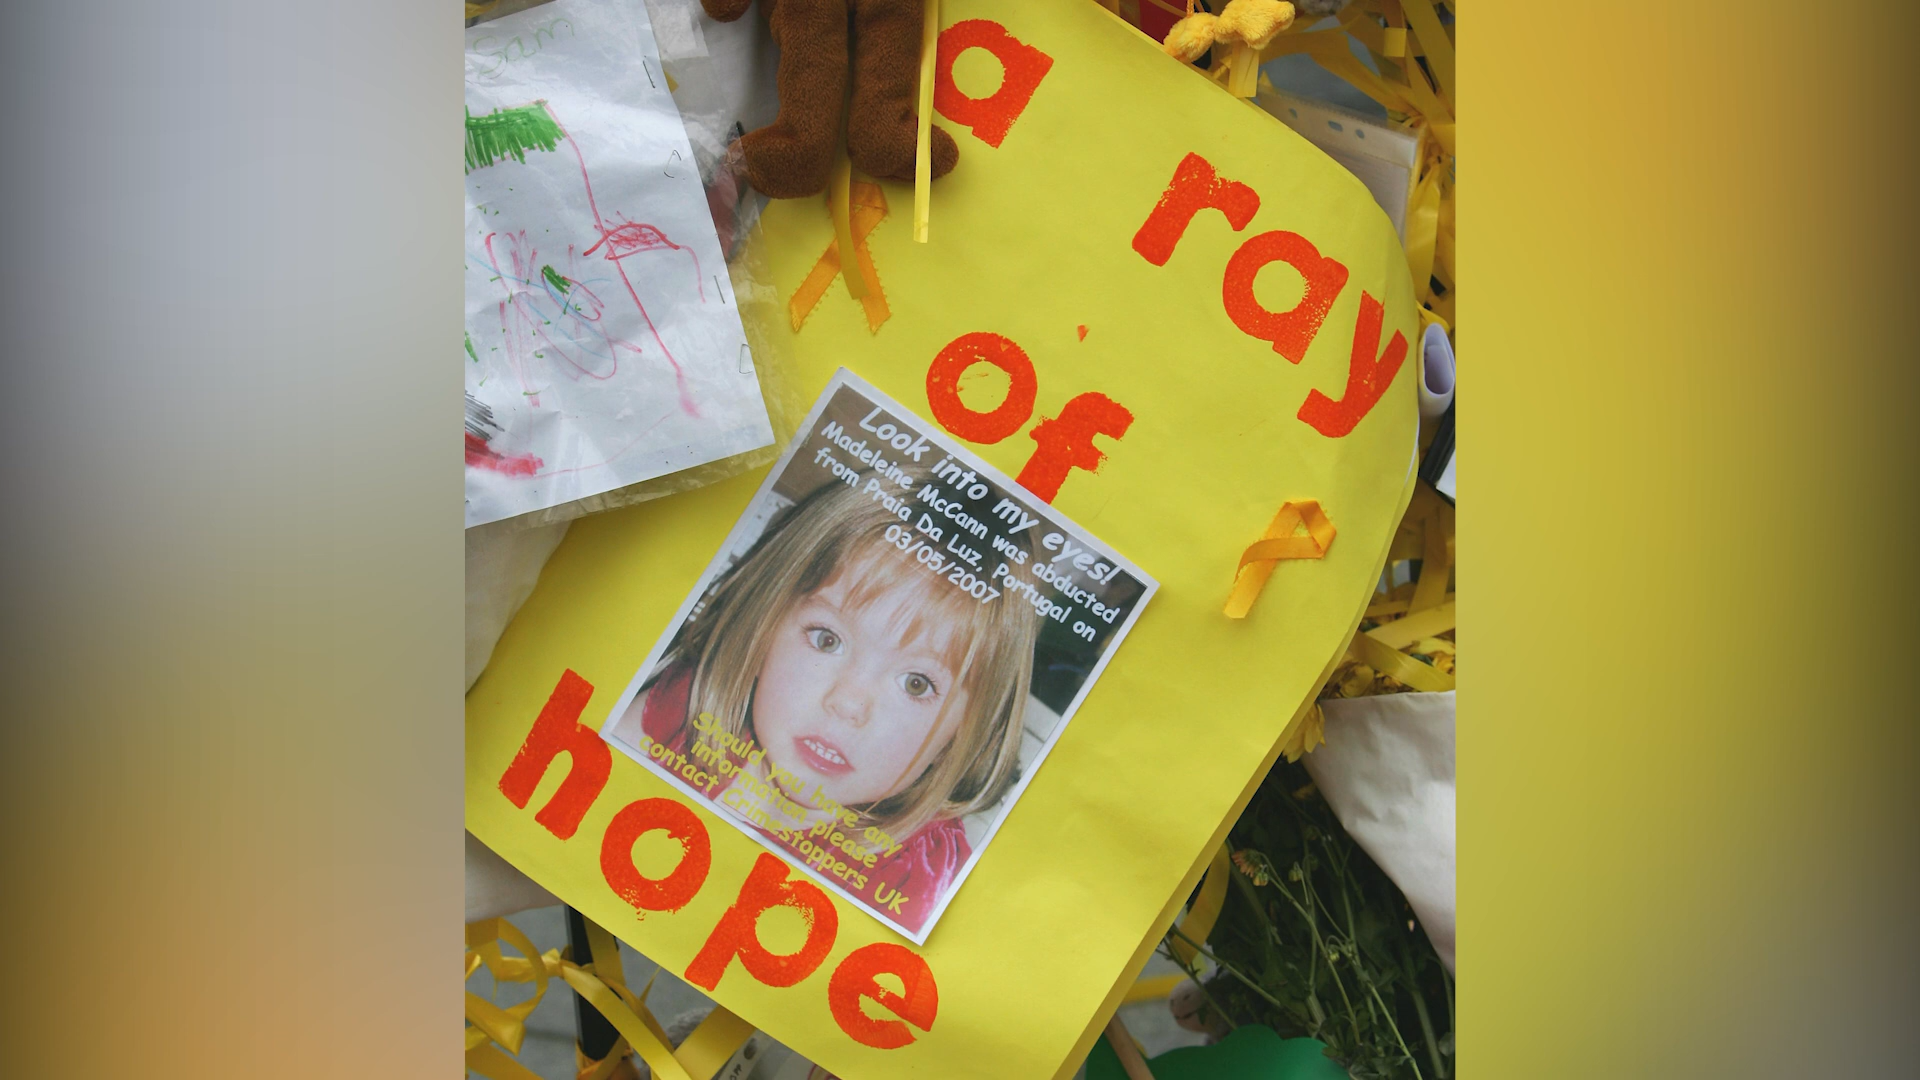 Sam
a
ray
of
Look into my eyes!
Madeleine McCann was abducted
from Praia Da Luz, Portugal on
03/05/2007
Should you have any
information please
contact Crimestoppers UK
hope